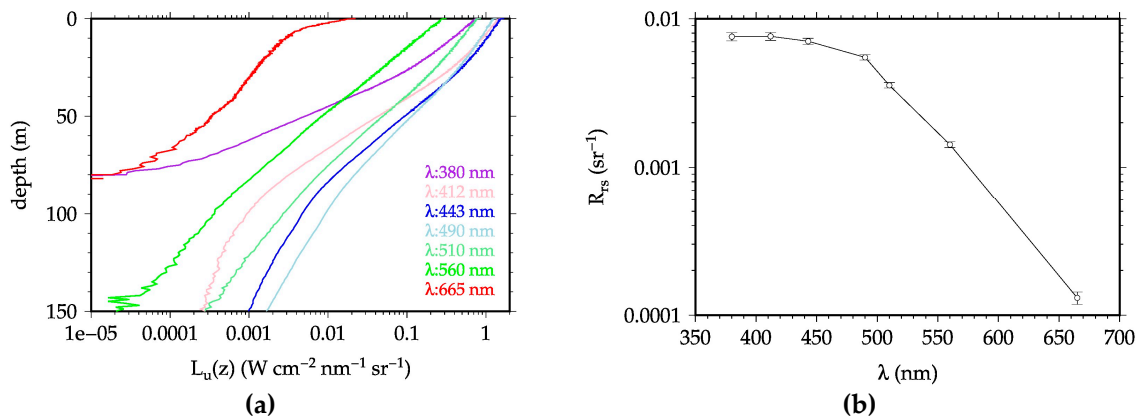 0
50
100
150
depth (m)
1e−05 0.0001 0.001 0.01 0.1 1
L_u(z) (W cm⁻² nm⁻¹ sr⁻¹)
λ:380 nm
λ:412 nm
λ:443 nm
λ:490 nm
λ:510 nm
λ:560 nm
λ:665 nm
(a)
0.01
0.001
0.0001
R_rs (sr⁻¹)
350 400 450 500 550 600 650 700
λ (nm)
(b)